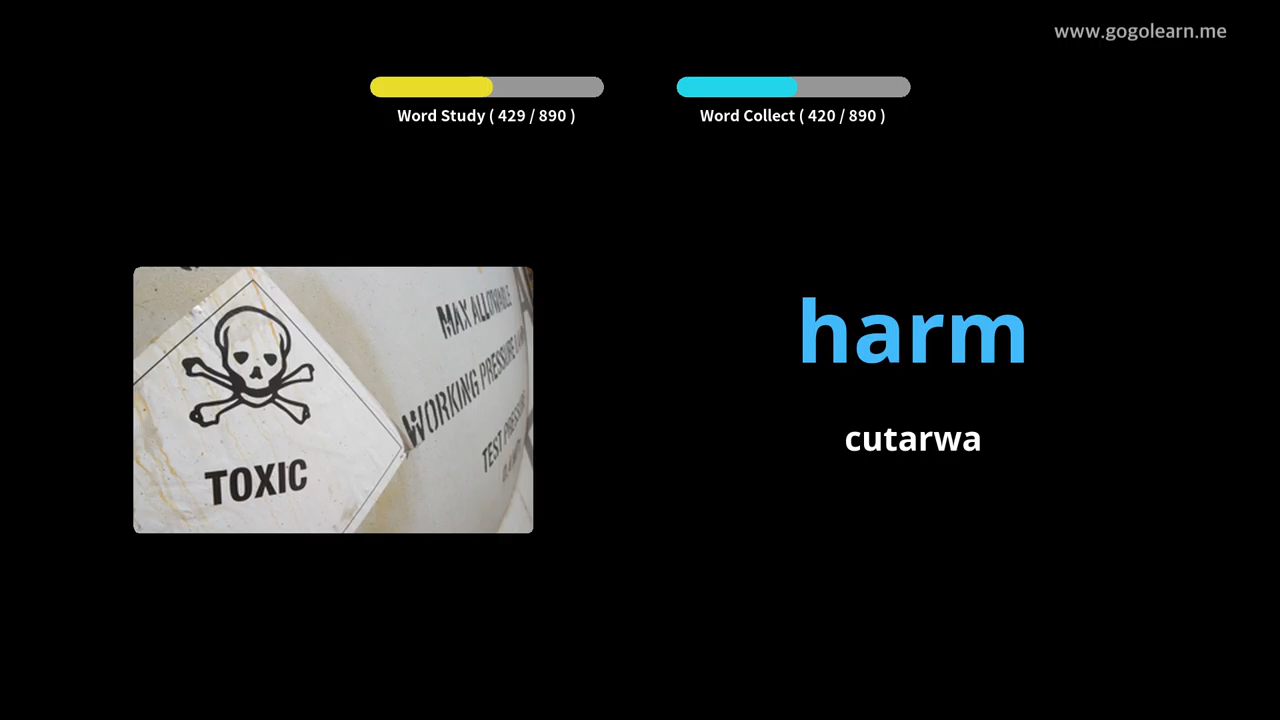 www.gogolearn.me
Word Study ( 429 / 890 )
Word Collect ( 420 / 890 )
MAX ALLOWABLE
WORKING PRESSURE
TEST PRESSURE
TOXIC
harm
cutarwa